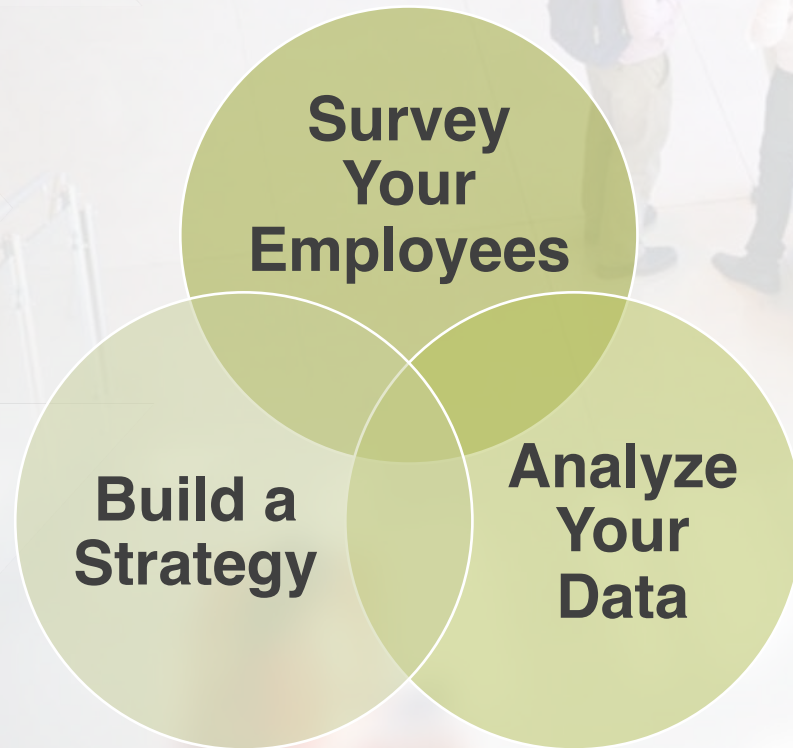 Survey
Your
Employees
Build a
Strategy
Analyze
Your
Data